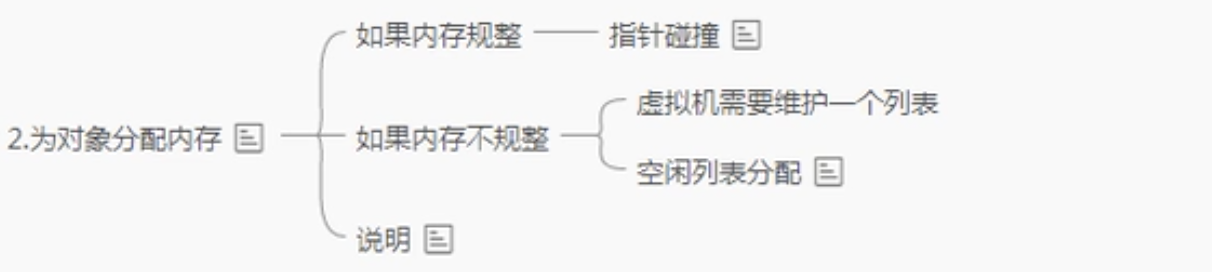 如果内存规整
指针碰撞
虚拟机需要维护一个列表
2.为对象分配内存
如果内存不规整
空闲列表分配
说明